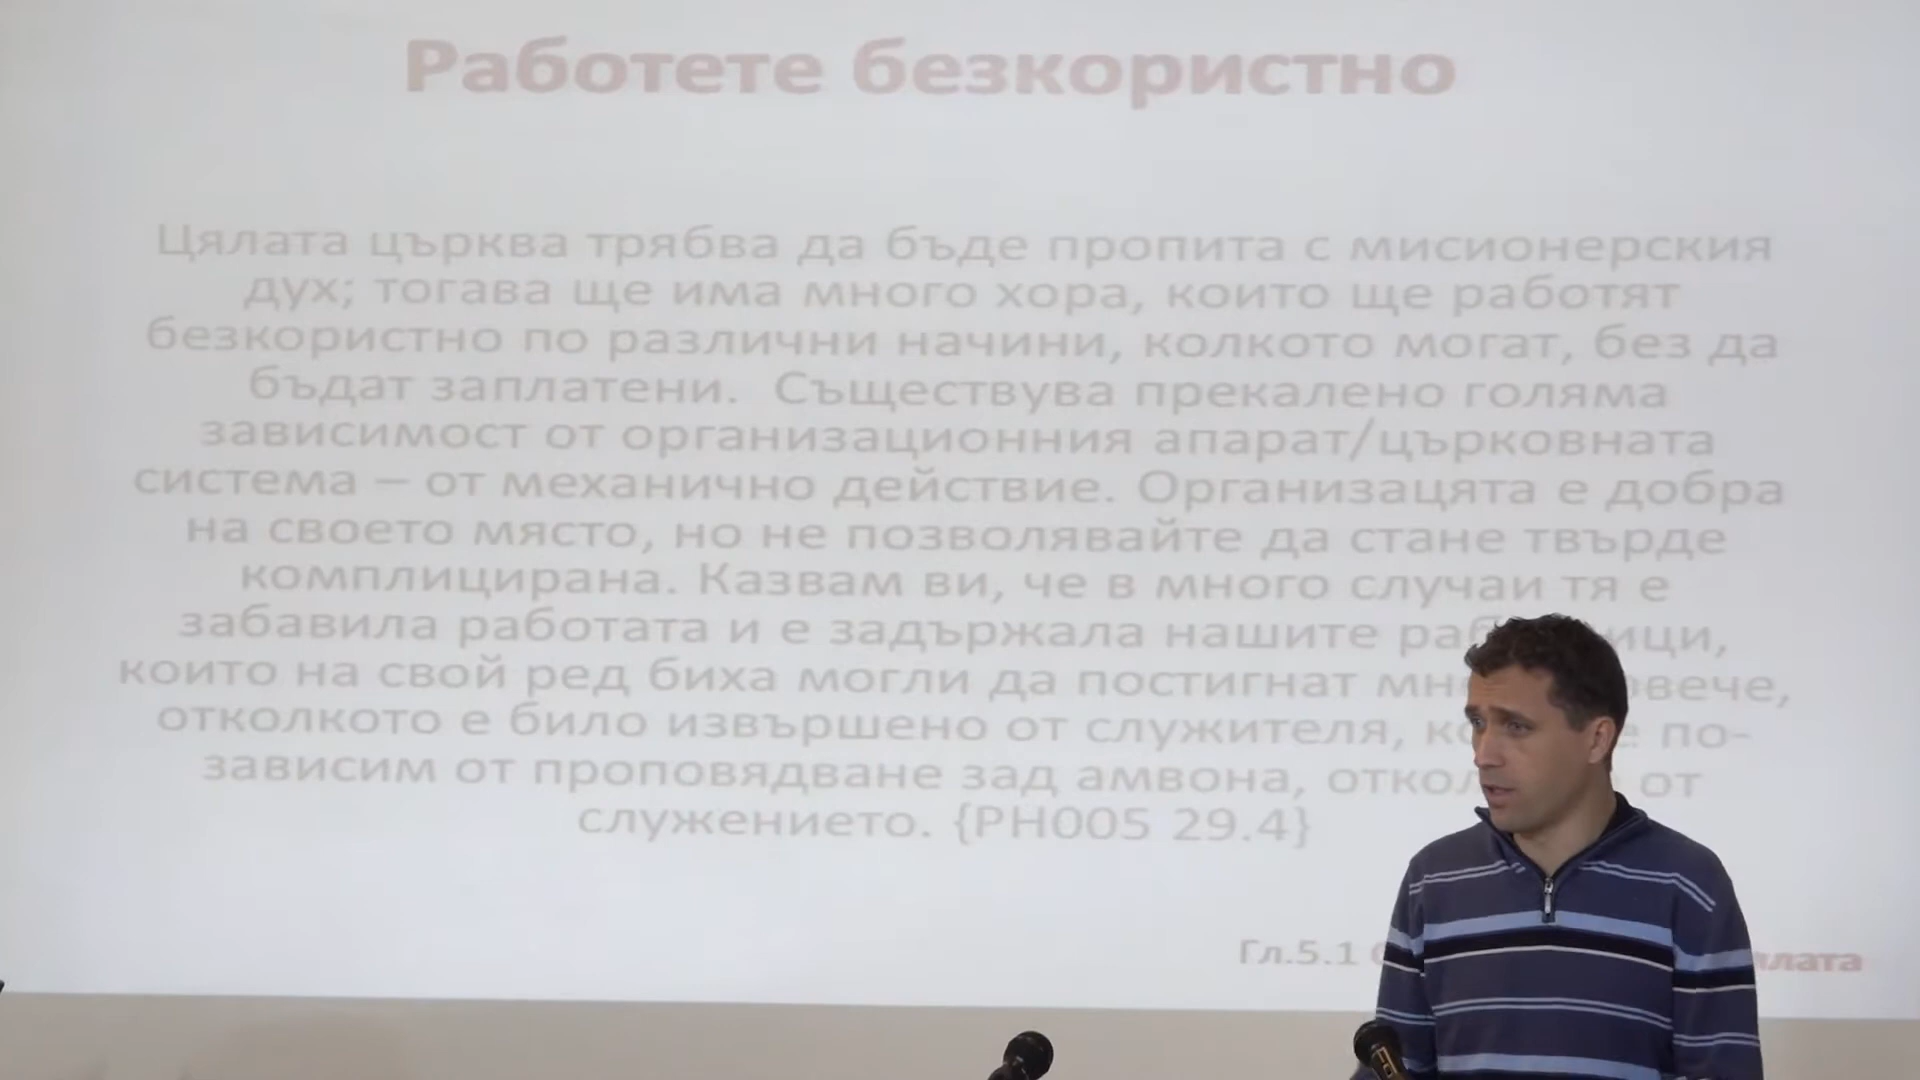 Работете безкористно
Цялата църква трябва да бъде пропита с мисионерския
дух; тогава ще има много хора, които ще работят
безкористно по различни начини, колкото могат, без да
бъдат заплатени. Съществува прекалено голяма
зависимост от организационния апарат/църковната
система – от механично действие. Организацята е добра
на своето място, но не позволявайте да стане твърде
комплицирана. Казвам ви, че в много случаи тя е
забавила работата и е задържала нашите
които на свой ред биха могли да постигнат
отколкото е било извършено от служителя, по-
зависим от проповядване зад амвона, от
служението. {PH005 29.4}
Гл.5.1